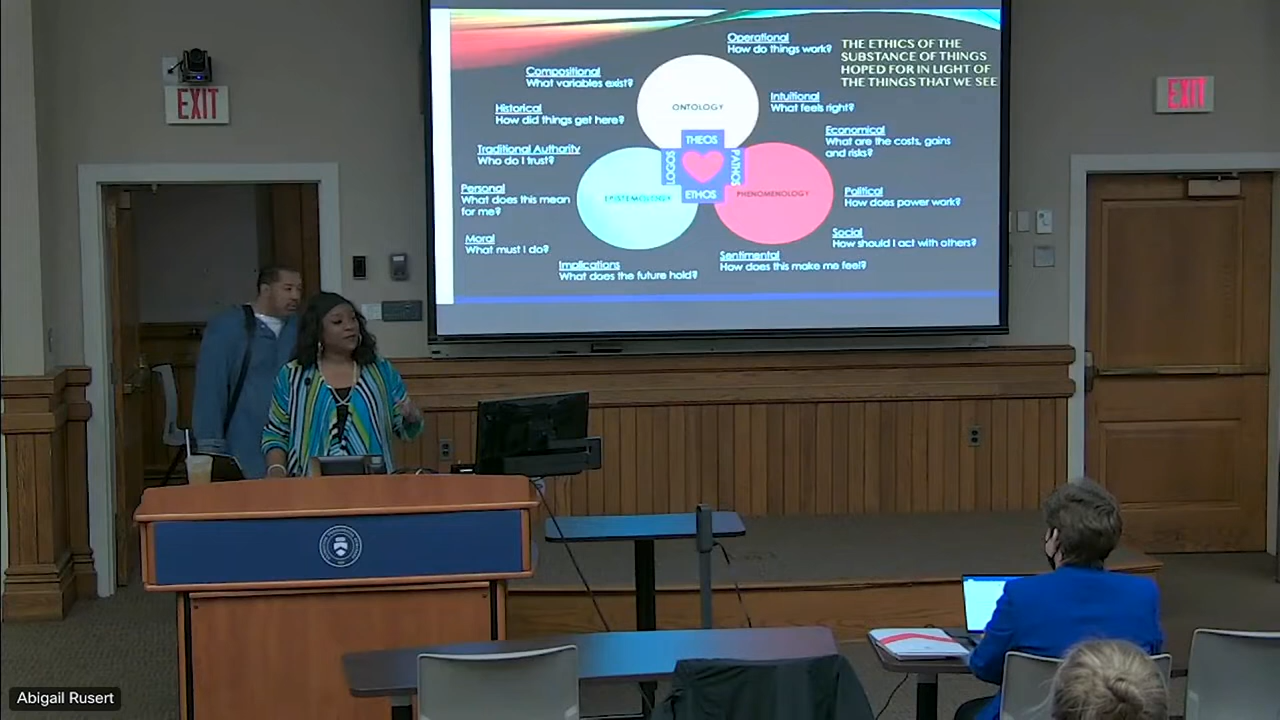 EXIT
EXIT
THE ETHICS OF THE
SUBSTANCE OF THINGS
HOPED FOR IN LIGHT OF
THE THINGS THAT WE SEE
Operational
How do things work?
Compositional
What variables exist?
Intuitional
What feels right?
Historical
How did things get here?
Economical
What are the costs, gains
and risks?
Traditional Authority
Who do I trust?
Personal
What does this mean
for me?
Political
How does power work?
Moral
What must I do?
Social
How should I act with others?
Implications
What does the future hold?
Sentimental
How does this make me feel?
ONTOLOGY
THEOS
LOGOS
PATHOS
ETHOS
EPISTEMOLOGY
PHENOMENOLOGY
Abigail Rusert